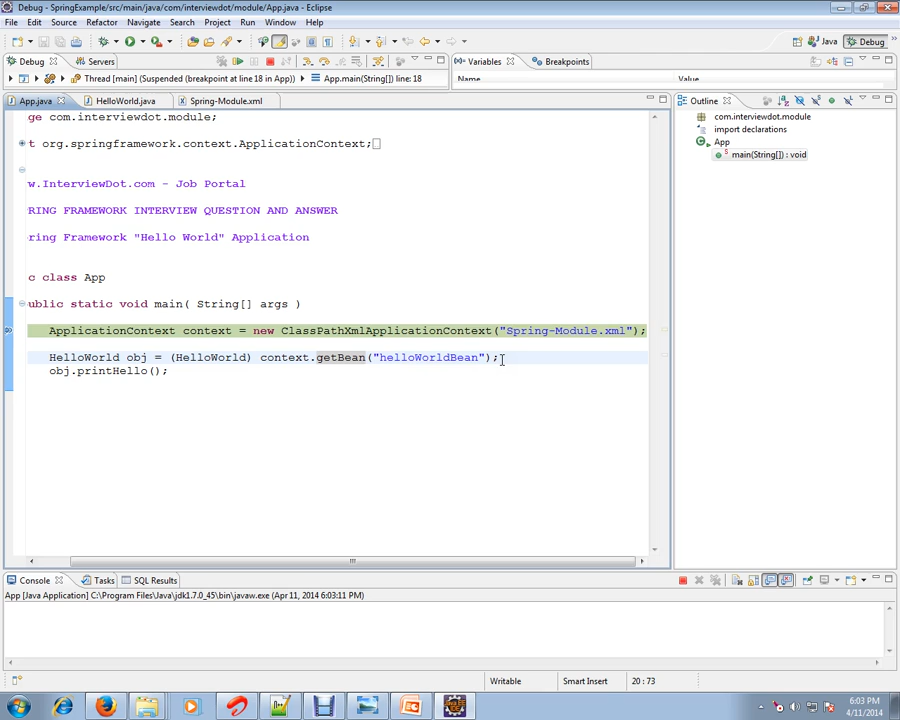 Debug - SpringExample/src/main/java/com/interviewdot/module/App.java - Eclipse
File Edit Source Refactor Navigate Search Project Run Window Help
Java Debug
Debug Servers
Thread [main] (Suspended (breakpoint at line 18 in App)) App.main(String[]) line: 18
Variables Breakpoints
Name Value
App.java HelloWorld.java Spring-Module.xml
Outline
ge com.interviewdot.module;
t org.springframework.context.ApplicationContext;
w.InterviewDot.com - Job Portal
RING FRAMEWORK INTERVIEW QUESTION AND ANSWER
ring Framework "Hello World" Application
c class App
ublic static void main( String[] args )
ApplicationContext context = new ClassPathXmlApplicationContext("Spring-Module.xml");
HelloWorld obj = (HelloWorld) context.getBean("helloWorldBean");
obj.printHello();
com.interviewdot.module
import declarations
App
main(String[]) : void
Console Tasks SQL Results
App [Java Application] C:\Program Files\Java\jdk1.7.0_45\bin\javaw.exe (Apr 11, 2014 6:03:11 PM)
Writable Smart Insert 20 : 73
6:03 PM
4/11/2014